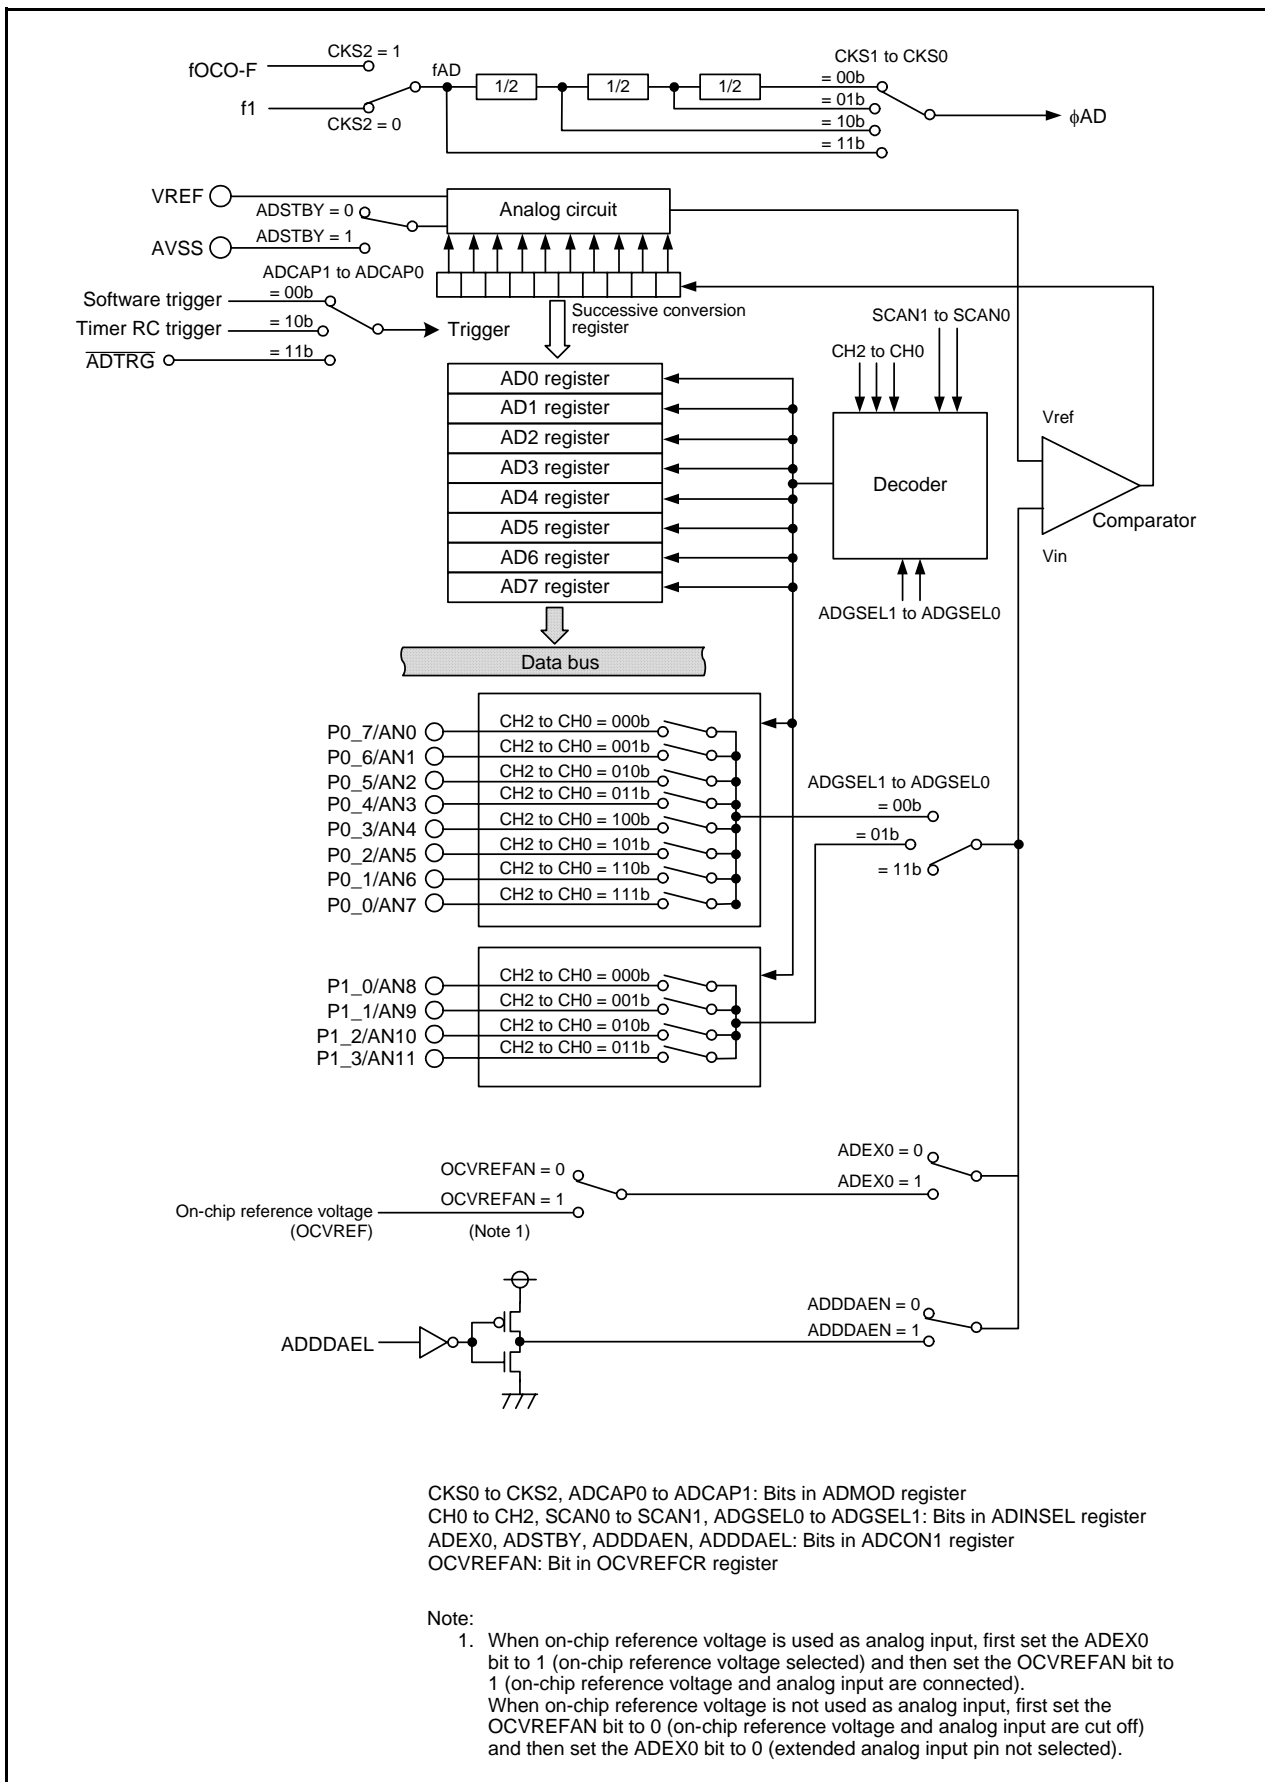 CKS2 = 1
fOCO-F
f1
CKS2 = 0
fAD
1/2
1/2
1/2
CKS1 to CKS0
= 00b
= 01b
= 10b
= 11b
ϕAD
VREF
ADSTBY = 0
AVSS
ADSTBY = 1
Analog circuit
ADCAP1 to ADCAP0
Software trigger
= 00b
Timer RC trigger
= 10b
ADTRG
= 11b
Trigger
Successive conversion
register
AD0 register
AD1 register
AD2 register
AD3 register
AD4 register
AD5 register
AD6 register
AD7 register
Data bus
SCAN1 to SCAN0
CH2 to CH0
Decoder
ADGSEL1 to ADGSEL0
Vref
Comparator
Vin
P0_7/AN0
CH2 to CH0 = 000b
P0_6/AN1
CH2 to CH0 = 001b
P0_5/AN2
CH2 to CH0 = 010b
P0_4/AN3
CH2 to CH0 = 011b
P0_3/AN4
CH2 to CH0 = 100b
P0_2/AN5
CH2 to CH0 = 101b
P0_1/AN6
CH2 to CH0 = 110b
P0_0/AN7
CH2 to CH0 = 111b
ADGSEL1 to ADGSEL0
= 00b
= 01b
= 11b
P1_0/AN8
CH2 to CH0 = 000b
P1_1/AN9
CH2 to CH0 = 001b
P1_2/AN10
CH2 to CH0 = 010b
P1_3/AN11
CH2 to CH0 = 011b
OCVREFAN = 0
OCVREFAN = 1
On-chip reference voltage
(OCVREF)
(Note 1)
ADEX0 = 0
ADEX0 = 1
ADDDAEL
ADDDAEN = 0
ADDDAEN = 1
CKS0 to CKS2, ADCAP0 to ADCAP1: Bits in ADMOD register
CH0 to CH2, SCAN0 to SCAN1, ADGSEL0 to ADGSEL1: Bits in ADINSEL register
ADEX0, ADSTBY, ADDDAEN, ADDDAEL: Bits in ADCON1 register
OCVREFAN: Bit in OCVREFCR register
Note:
1. When on-chip reference voltage is used as analog input, first set the ADEX0
bit to 1 (on-chip reference voltage selected) and then set the OCVREFAN bit to
1 (on-chip reference voltage and analog input are connected).
When on-chip reference voltage is not used as analog input, first set the
OCVREFAN bit to 0 (on-chip reference voltage and analog input are cut off)
and then set the ADEX0 bit to 0 (extended analog input pin not selected).